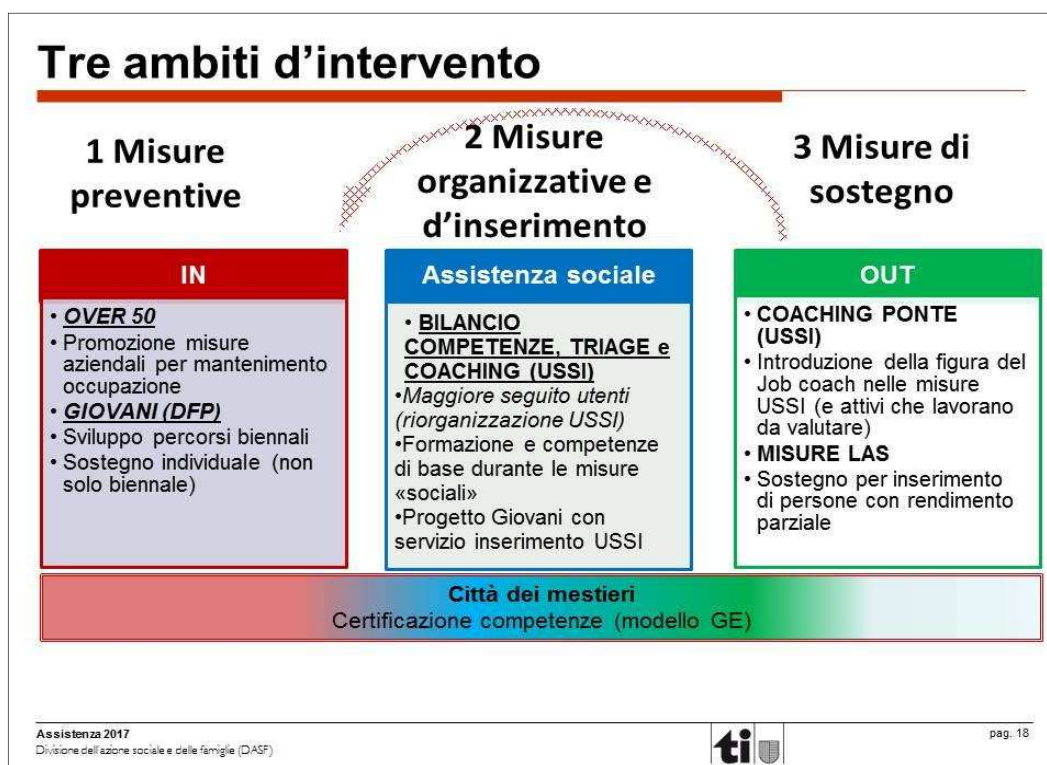 Tre ambiti d'intervento
1 Misure
preventive
2 Misure
organizzative e
d'inserimento
3 Misure di
sostegno
IN
• OVER 50
• Promozione misure
aziendali per mantenimento
occupazione
• GIOVANI (DFP)
• Sviluppo percorsi biennali
• Sostegno individuale (non
solo biennale)
Assistenza sociale
• BILANCIO
COMPETENZE, TRIAGE e
COACHING (USSI)
•Maggiore seguito utenti
(riorganizzazione USSI)
•Formazione e competenze
di base durante le misure
«sociali»
•Progetto Giovani con
servizio inserimento USSI
OUT
• COACHING PONTE
(USSI)
• Introduzione della figura del
Job coach nelle misure
USSI (e attivi che lavorano
da valutare)
• MISURE LAS
• Sostegno per inserimento
di persone con rendimento
parziale
Città dei mestieri
Certificazione competenze (modello GE)
Assistenza 2017
Divisione dell'azione sociale e delle famiglie (DASF)
ti
pag. 18